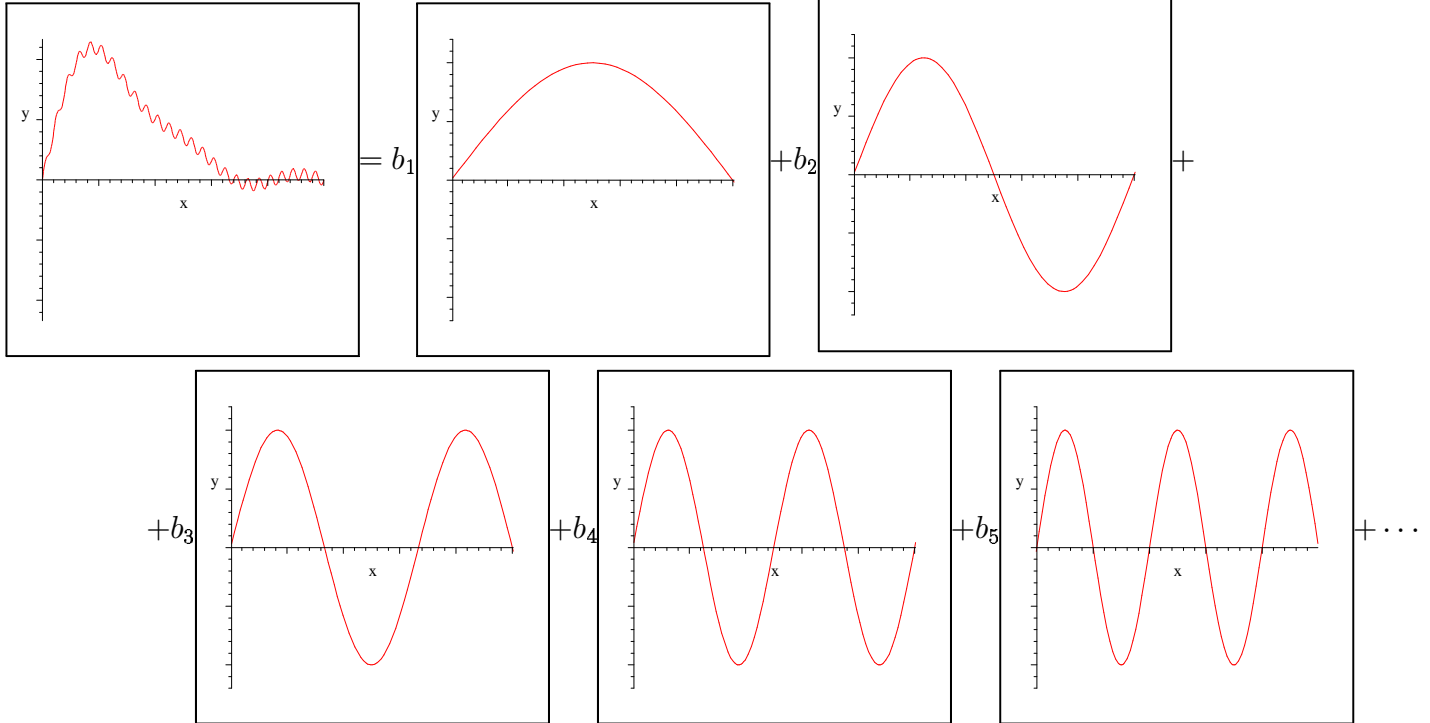 y x = b₁ y x +b₂ y x +
+b₃ y x +b₄ y x +b₅ y x +⋯